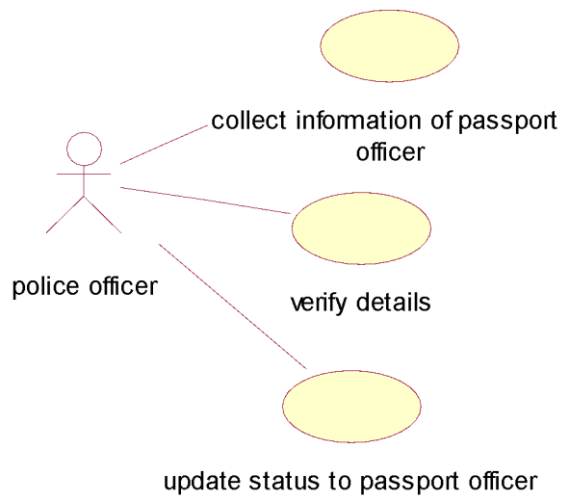 collect information of passport
officer
police officer
verify details
update status to passport officer